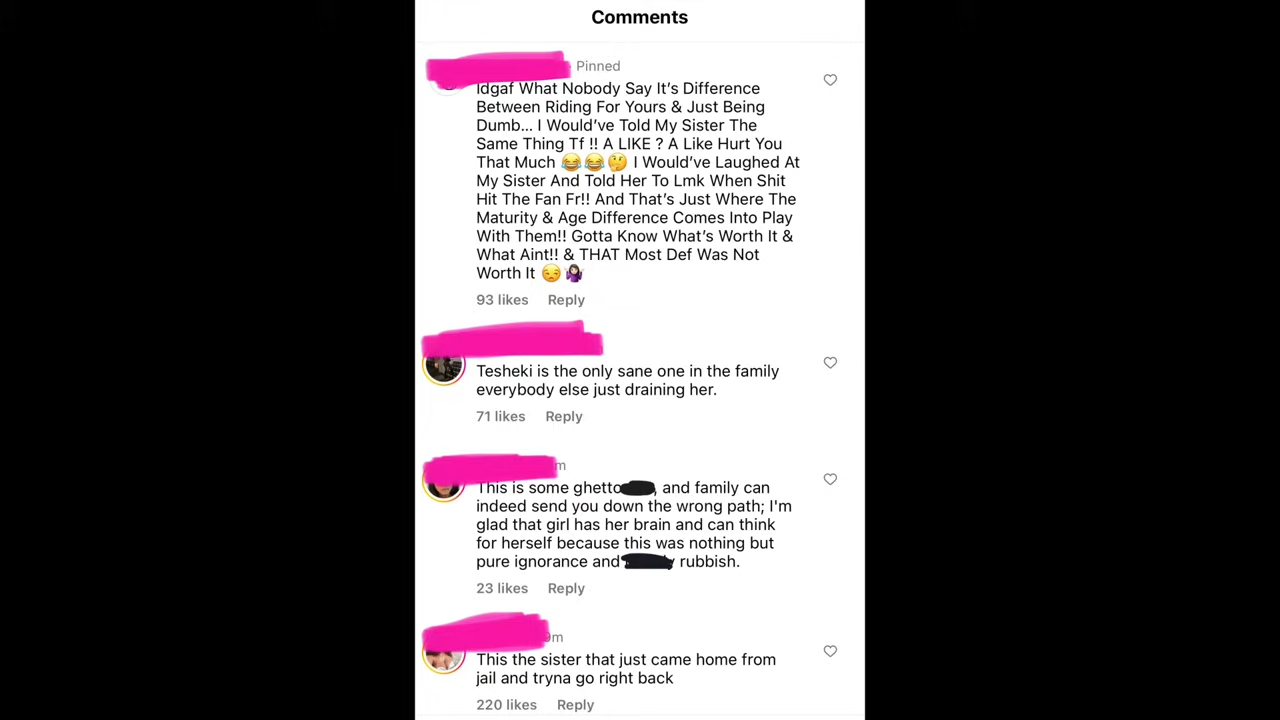 Comments
Pinned
Idgaf What Nobody Say It’s Difference
Between Riding For Yours & Just Being
Dumb... I Would’ve Told My Sister The
Same Thing Tf !! A LIKE ? A Like Hurt You
That Much 😂😂🤔 I Would’ve Laughed At
My Sister And Told Her To Lmk When Shit
Hit The Fan Fr!! And That’s Just Where The
Maturity & Age Difference Comes Into Play
With Them!! Gotta Know What’s Worth It &
What Aint!! & THAT Most Def Was Not
Worth It 😒🤷🏻‍♀️
93 likes Reply
Tesheki is the only sane one in the family
everybody else just draining her.
71 likes Reply
m
This is some ghetto , and family can
indeed send you down the wrong path; I'm
glad that girl has her brain and can think
for herself because this was nothing but
pure ignorance and rubbish.
23 likes Reply
9m
This the sister that just came home from
jail and tryna go right back
220 likes Reply